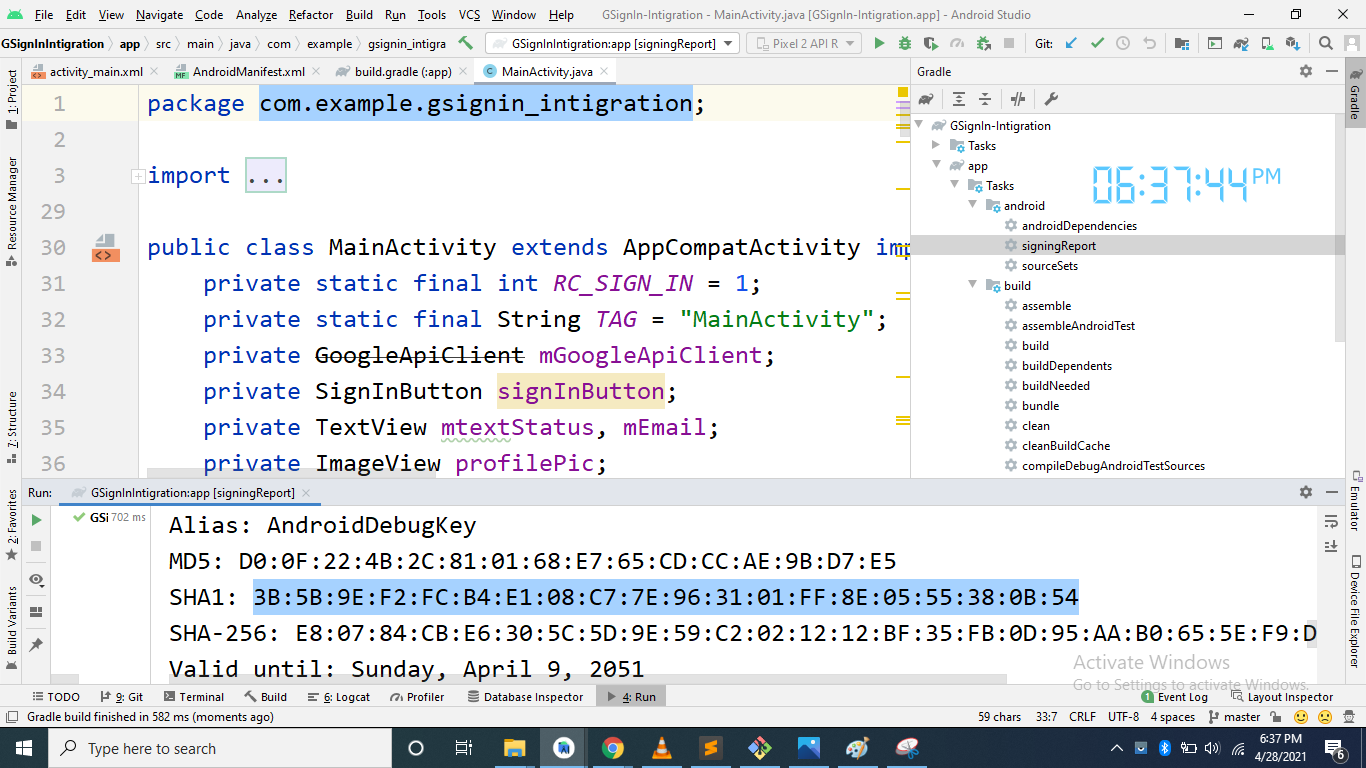 File Edit View Navigate Code Analyze Refactor Build Run Tools VCS Window Help GSignIn-Intigration - MainActivity.java [GSignIn-Intigration.app] - Android Studio
GSignInIntigration app src main java com example gsignin_intigra GSignInIntigration:app [signingReport] Pixel 2 API R Git:
activity_main.xml AndroidManifest.xml build.gradle (:app) MainActivity.java
1: Project
Resource Manager
7: Structure
2: Favorites
Build Variants
1 package com.example.gsignin_intigration;
2
3 import ...
29
30 public class MainActivity extends AppCompatActivity imp
31 private static final int RC_SIGN_IN = 1;
32 private static final String TAG = "MainActivity";
33 private GoogleApiClient mGoogleApiClient;
34 private SignInButton signInButton;
35 private TextView mtextStatus, mEmail;
36 private ImageView profilePic;
Gradle
GSignIn-Intigration
Tasks
app
Tasks
android
androidDependencies
signingReport
sourceSets
build
assemble
assembleAndroidTest
build
buildDependents
buildNeeded
bundle
clean
cleanBuildCache
compileDebugAndroidTestSources
06:37:44 PM
Gradle
Emulator
Device File Explorer
Run: GSignInIntigration:app [signingReport]
GSi 702 ms
Alias: AndroidDebugKey
MD5: D0:0F:22:4B:2C:81:01:68:E7:65:CD:CC:AE:9B:D7:E5
SHA1: 3B:5B:9E:F2:FC:B4:E1:08:C7:7E:96:31:01:FF:8E:05:55:38:0B:54
SHA-256: E8:07:84:CB:E6:30:5C:5D:9E:59:C2:02:12:12:BF:35:FB:0D:95:AA:B0:65:5E:F9:D
Valid until: Sunday, April 9, 2051
Activate Windows
Go to Settings to activate Windows.
TODO 9: Git Terminal Build 6: Logcat Profiler Database Inspector 4: Run 1 Event Log Layout Inspector
Gradle build finished in 582 ms (moments ago) 59 chars 33:7 CRLF UTF-8 4 spaces master
Type here to search
6:37 PM
4/28/2021
6